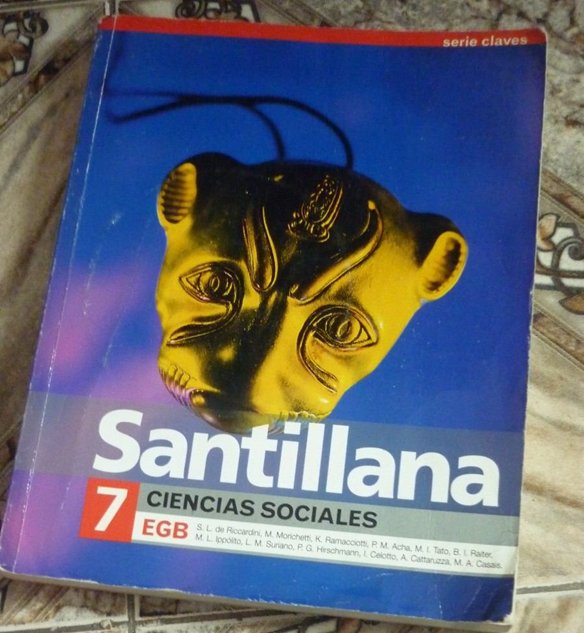 serie claves
Santillana
7
CIENCIAS SOCIALES
EGB
S. L. de Riccardini, M. Morichetti, K. Ramacciotti, P. M. Acha, M. I. Tato, B. I. Raiter,
M. L. Ippolito, L. M. Suriano, P. G. Hirschmann, I. Celotto, A. Cattaruzza, M. A. Casais.